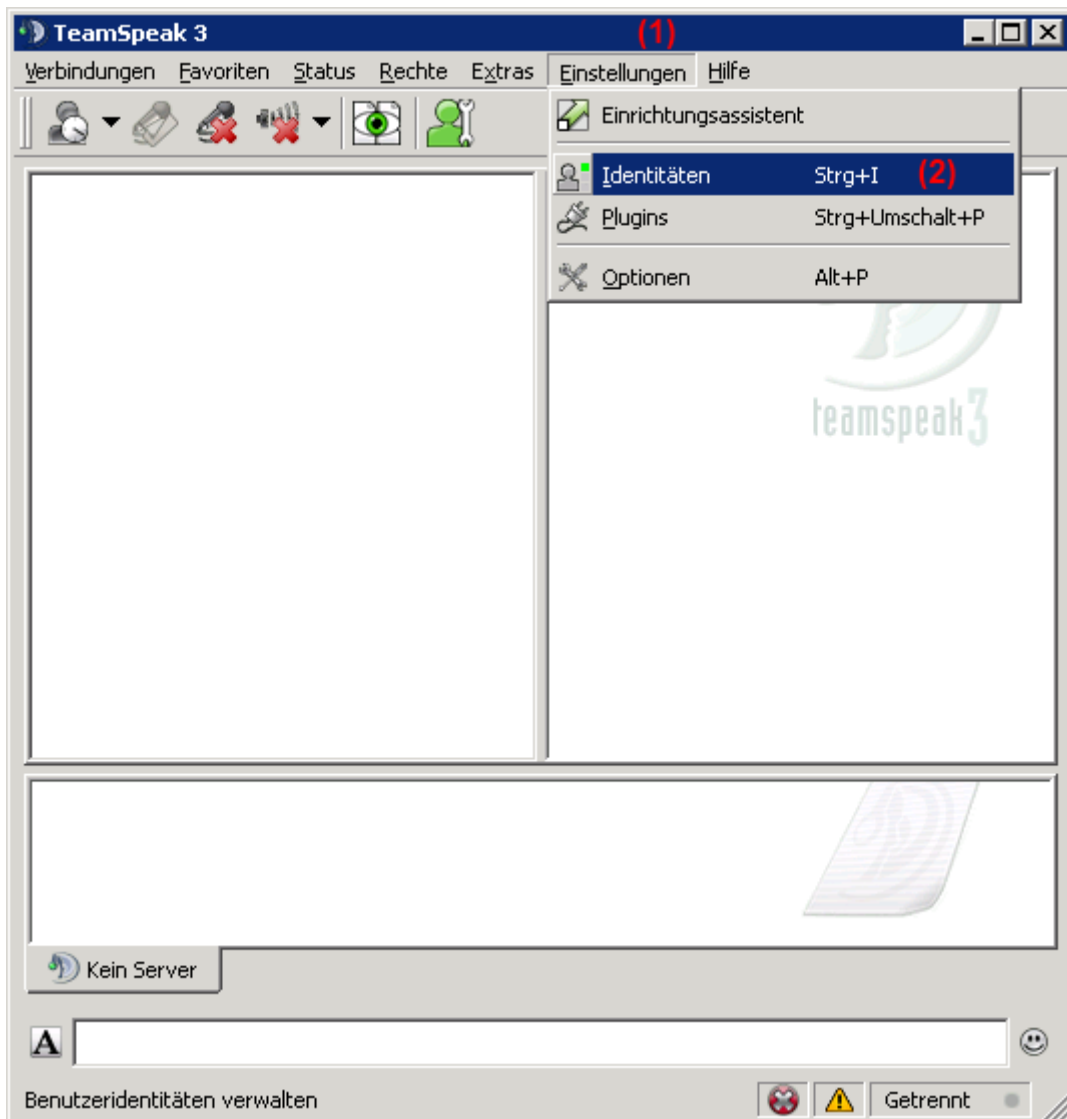 TeamSpeak 3
(1)
Verbindungen Favoriten Status Rechte Extras Einstellungen Hilfe
Einrichtungsassistent
Identitäten Strg+I (2)
Plugins Strg+Umschalt+P
Optionen Alt+P
teamspeak 3
Kein Server
A
Benutzeridentitäten verwalten Getrennt